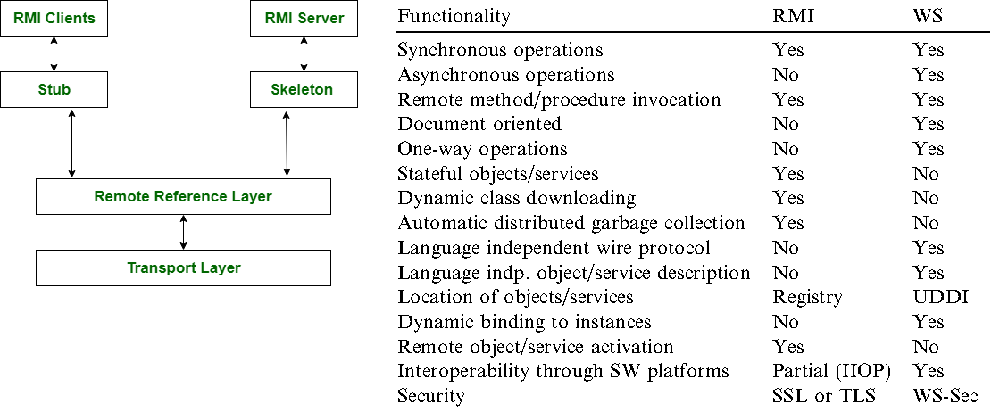 RMI Clients
RMI Server
Stub
Skeleton
Remote Reference Layer
Transport Layer
Functionality RMI WS
Synchronous operations Yes Yes
Asynchronous operations No Yes
Remote method/procedure invocation Yes Yes
Document oriented No Yes
One-way operations No Yes
Stateful objects/services Yes No
Dynamic class downloading Yes No
Automatic distributed garbage collection Yes No
Language independent wire protocol No Yes
Language indp. object/service description No Yes
Location of objects/services Registry UDDI
Dynamic binding to instances No Yes
Remote object/service activation Yes No
Interoperability through SW platforms Partial (IIOP) Yes
Security SSL or TLS WS-Sec